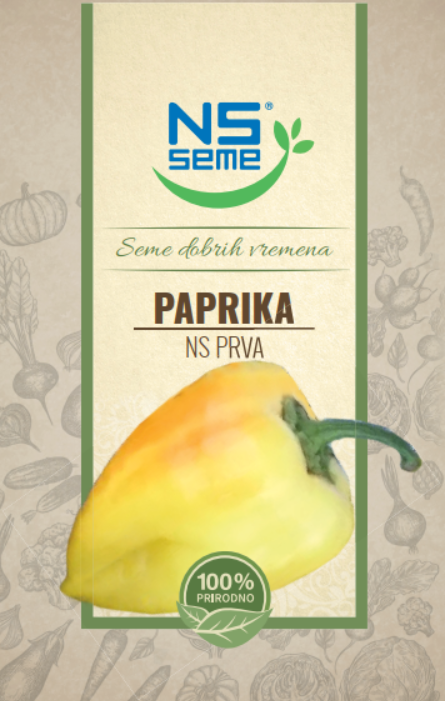 NS®
seme
Seme dobrih vremena
PAPRIKA
NS PRVA
100%
PRIRODNO